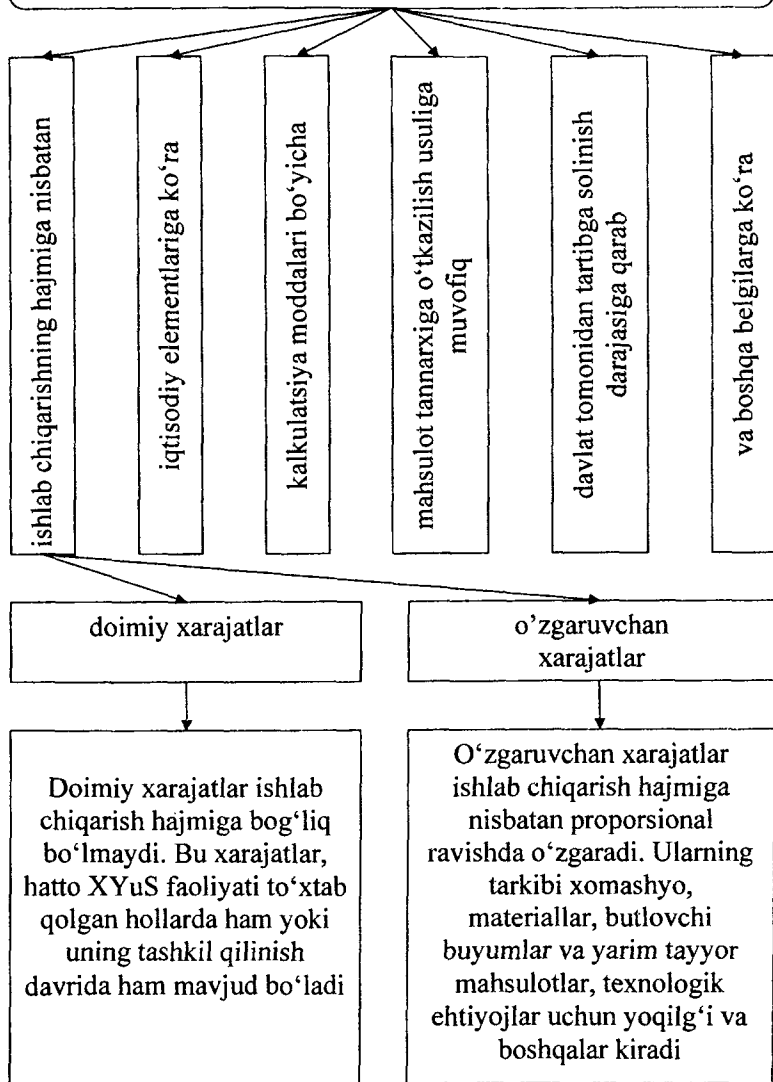 ishlab chiqarishning hajmiga nisbatan
iqtisodiy elementlariga ko‘ra
kalkulatsiya moddalari bo‘yicha
mahsulot tannarxiga o‘tkazilish usuliga
muvofiq
davlat tomonidan tartibga solinish
darajasiga qarab
va boshqa belgilarga ko‘ra
doimiy xarajatlar
o’zgaruvchan
xarajatlar
Doimiy xarajatlar ishlab
chiqarish hajmiga bog‘liq
bo‘lmaydi. Bu xarajatlar,
hatto XYuS faoliyati to‘xtab
qolgan hollarda ham yoki
uning tashkil qilinish
davrida ham mavjud bo‘ladi
O‘zgaruvchan xarajatlar
ishlab chiqarish hajmiga
nisbatan proporsional
ravishda o‘zgaradi. Ularning
tarkibi xomashyo,
materiallar, butlovchi
buyumlar va yarim tayyor
mahsulotlar, texnologik
ehtiyojlar uchun yoqilg‘i va
boshqalar kiradi